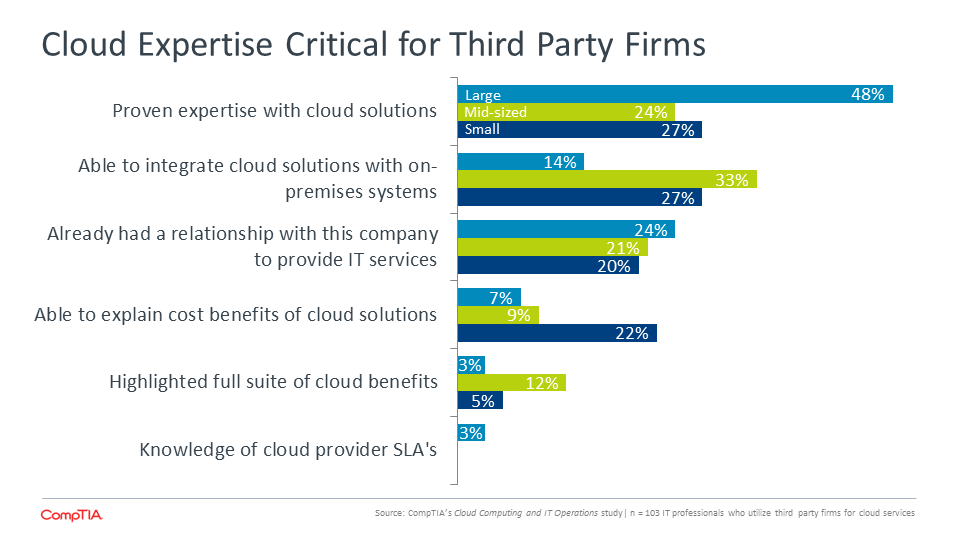 Cloud Expertise Critical for Third Party Firms
Proven expertise with cloud solutions
Large 48%
Mid-sized 24%
Small 27%
Able to integrate cloud solutions with on-
premises systems
14%
33%
27%
Already had a relationship with this company
to provide IT services
24%
21%
20%
Able to explain cost benefits of cloud solutions
7%
9%
22%
Highlighted full suite of cloud benefits
3%
12%
5%
Knowledge of cloud provider SLA's
3%
CompTIA
Source: CompTIA's Cloud Computing and IT Operations study| n = 103 IT professionals who utilize third party firms for cloud services